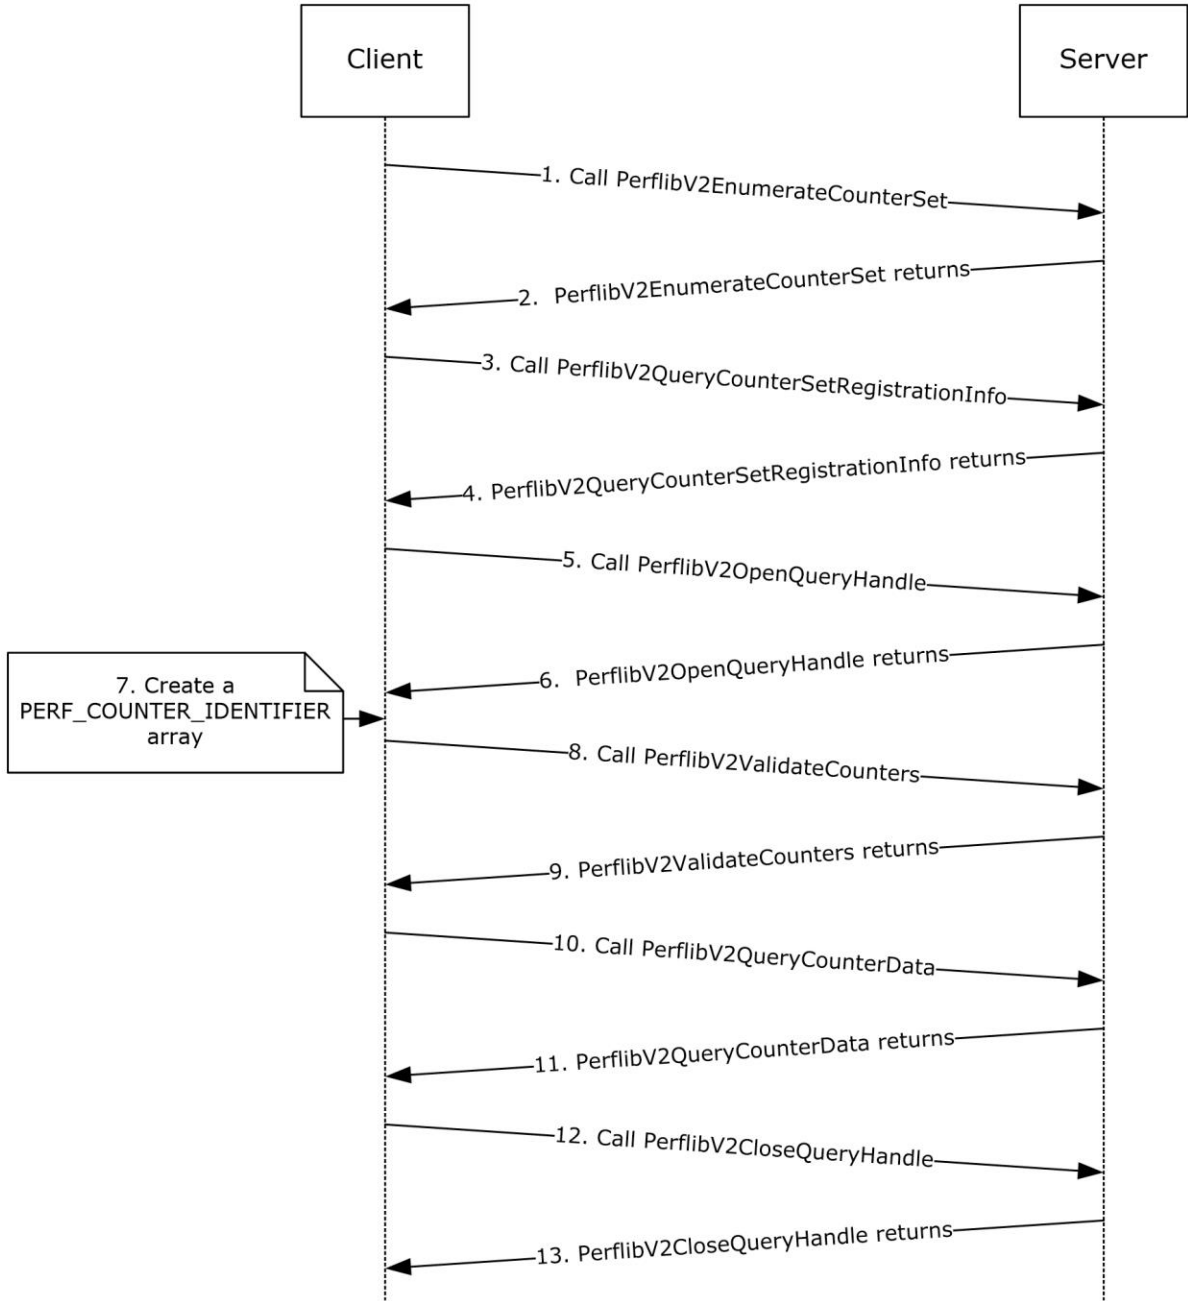 Client
Server
1. Call PerflibV2EnumerateCounterSet
2. PerflibV2EnumerateCounterSet returns
3. Call PerflibV2QueryCounterSetRegistrationInfo
4. PerflibV2QueryCounterSetRegistrationInfo returns
5. Call PerflibV2OpenQueryHandle
6. PerflibV2OpenQueryHandle returns
7. Create a
PERF_COUNTER_IDENTIFIER
array
8. Call PerflibV2ValidateCounters
9. PerflibV2ValidateCounters returns
10. Call PerflibV2QueryCounterData
11. PerflibV2QueryCounterData returns
12. Call PerflibV2CloseQueryHandle
13. PerflibV2CloseQueryHandle returns